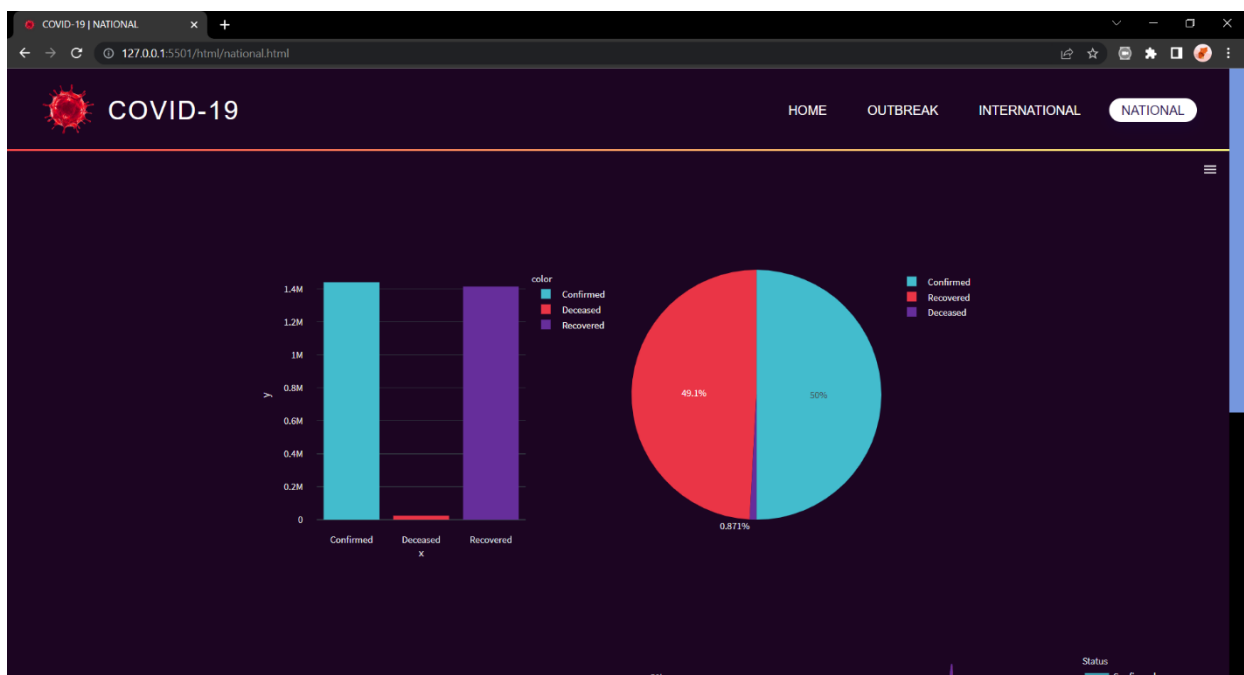 COVID-19 | NATIONAL
127.0.0.1:5501/html/national.html
COVID-19
HOME OUTBREAK INTERNATIONAL NATIONAL
color
Confirmed
Deceased
Recovered
1.4M
1.2M
1M
0.8M
0.6M
0.4M
0.2M
0
y
Confirmed Deceased Recovered
x
Confirmed
Recovered
Deceased
49.1%
50%
0.871%
Status